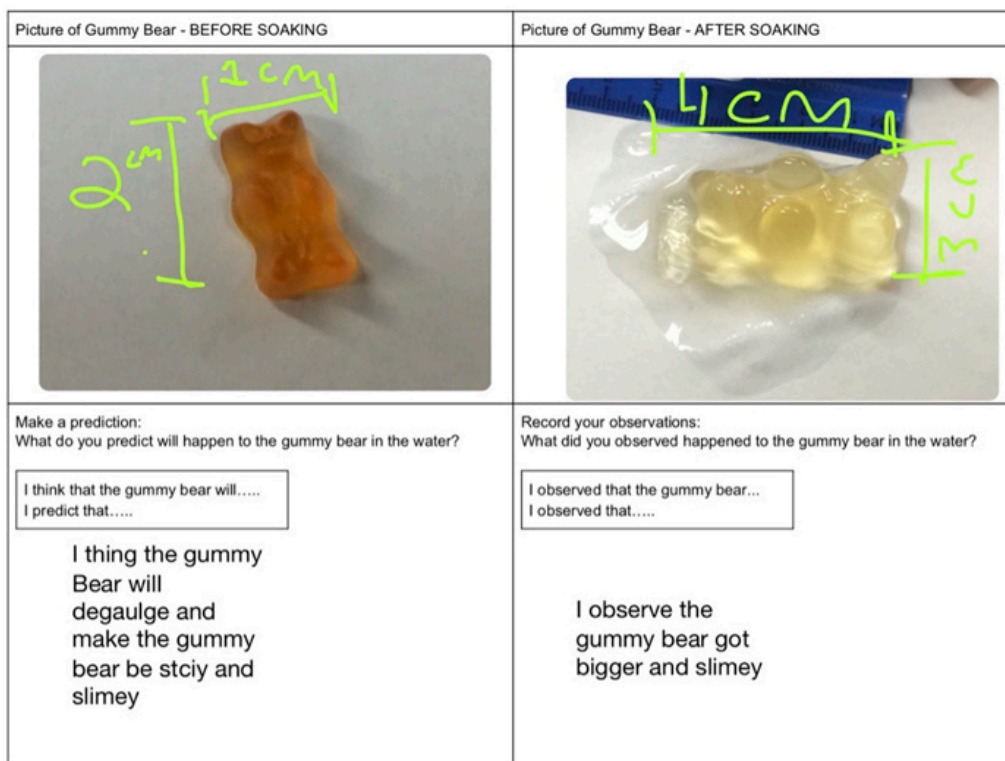 Picture of Gummy Bear - BEFORE SOAKING
Picture of Gummy Bear - AFTER SOAKING
1 cm
2 cm
4 CM
3 cm
Make a prediction:
What do you predict will happen to the gummy bear in the water?
I think that the gummy bear will.....
I predict that.....
I thing the gummy
Bear will
degaulge and
make the gummy
bear be stciy and
slimey
Record your observations:
What did you observed happened to the gummy bear in the water?
I observed that the gummy bear...
I observed that.....
I observe the
gummy bear got
bigger and slimey